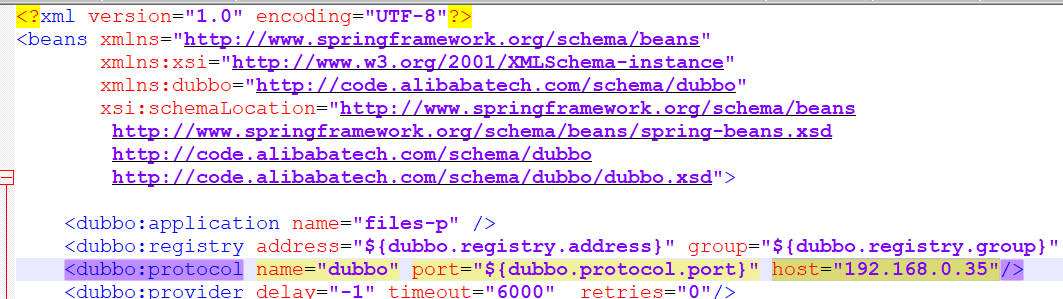 <?xml version="1.0" encoding="UTF-8"?>
<beans xmlns="http://www.springframework.org/schema/beans"
xmlns:xsi="http://www.w3.org/2001/XMLSchema-instance"
xmlns:dubbo="http://code.alibabatech.com/schema/dubbo"
xsi:schemaLocation="http://www.springframework.org/schema/beans
http://www.springframework.org/schema/beans/spring-beans.xsd
http://code.alibabatech.com/schema/dubbo
http://code.alibabatech.com/schema/dubbo/dubbo.xsd">
<dubbo:application name="files-p" />
<dubbo:registry address="${dubbo.registry.address}" group="${dubbo.registry.group}"
<dubbo:protocol name="dubbo" port="${dubbo.protocol.port}" host="192.168.0.35"/>
<dubbo:provider delay="-1" timeout="6000" retries="0"/>